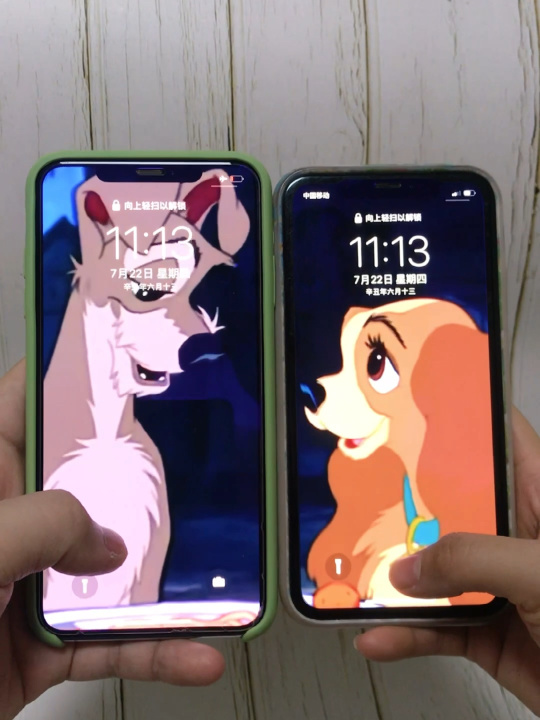 向上轻扫以解锁
11:13
7月22日 星期四
辛丑年六月十三
中国移动
向上轻扫以解锁
11:13
7月22日 星期四
辛丑年六月十三